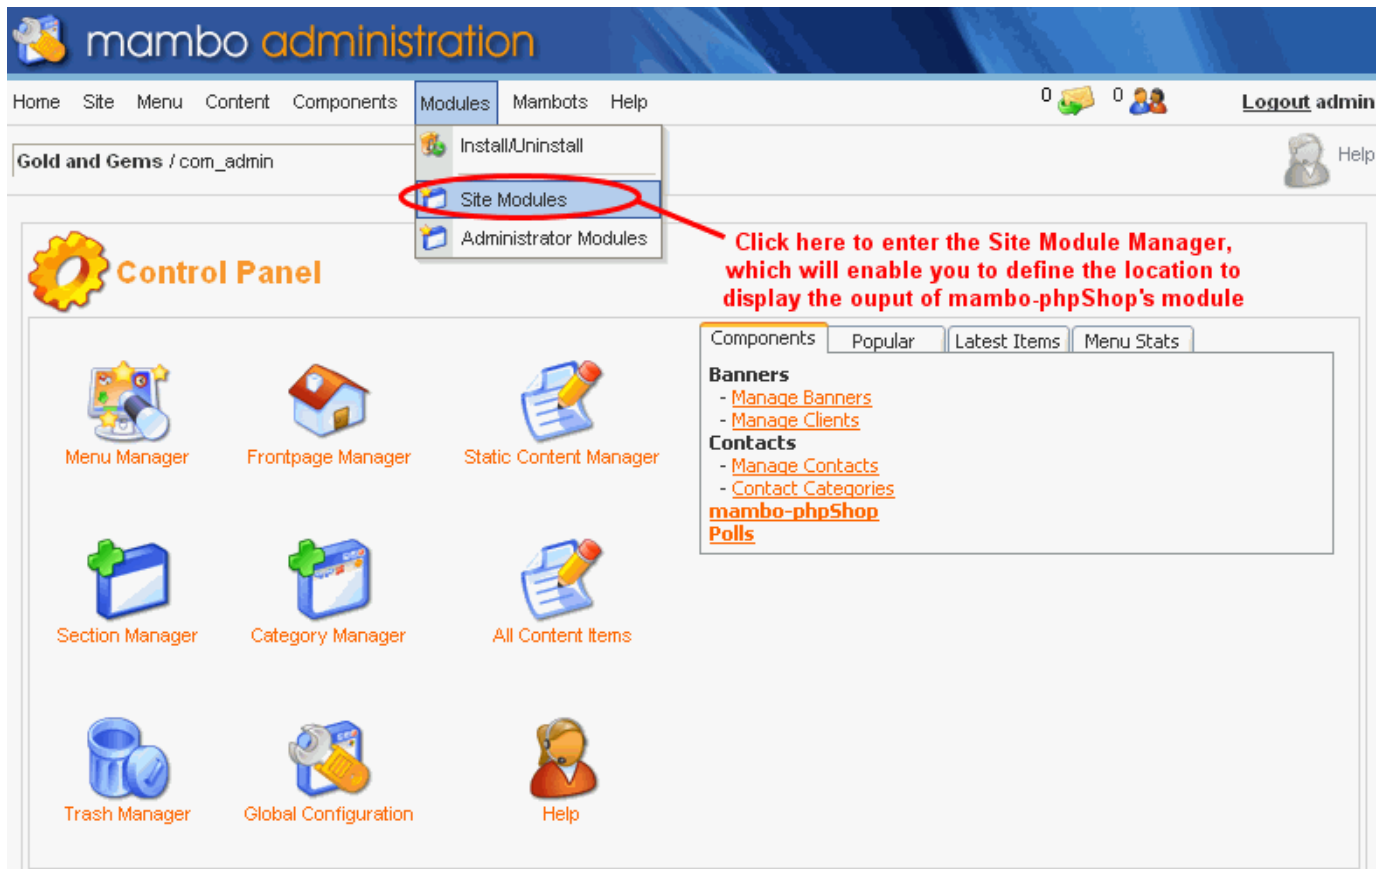 mambo administration
Home Site Menu Content Components Modules Mambots Help 0 0 Logout admin
Install/Uninstall
Gold and Gems / com_admin
Help
Site Modules
Administrator Modules
Click here to enter the Site Module Manager,
which will enable you to define the location to
display the ouput of mambo-phpShop's module
Control Panel
Components Popular Latest Items Menu Stats
Banners
- Manage Banners
- Manage Clients
Contacts
- Manage Contacts
- Contact Categories
mambo-phpShop
Polls
Menu Manager Frontpage Manager Static Content Manager
Section Manager Category Manager All Content Items
Trash Manager Global Configuration Help